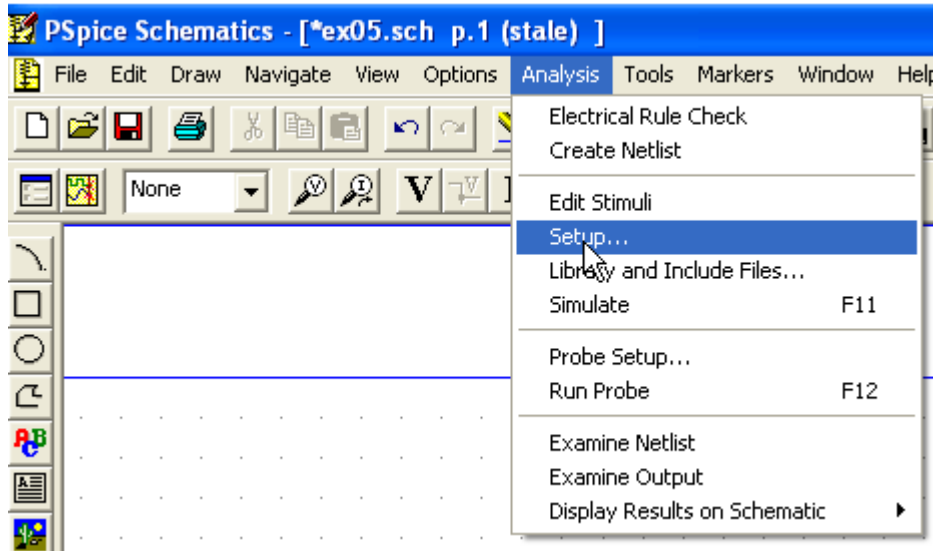 PSpice Schematics - [*ex05.sch p.1 (stale) ]
File Edit Draw Navigate View Options Analysis Tools Markers Window Help
Electrical Rule Check
Create Netlist
None
V
Edit Stimuli
Setup...
Library and Include Files...
Simulate F11
Probe Setup...
Run Probe F12
ABC
Examine Netlist
Examine Output
Display Results on Schematic